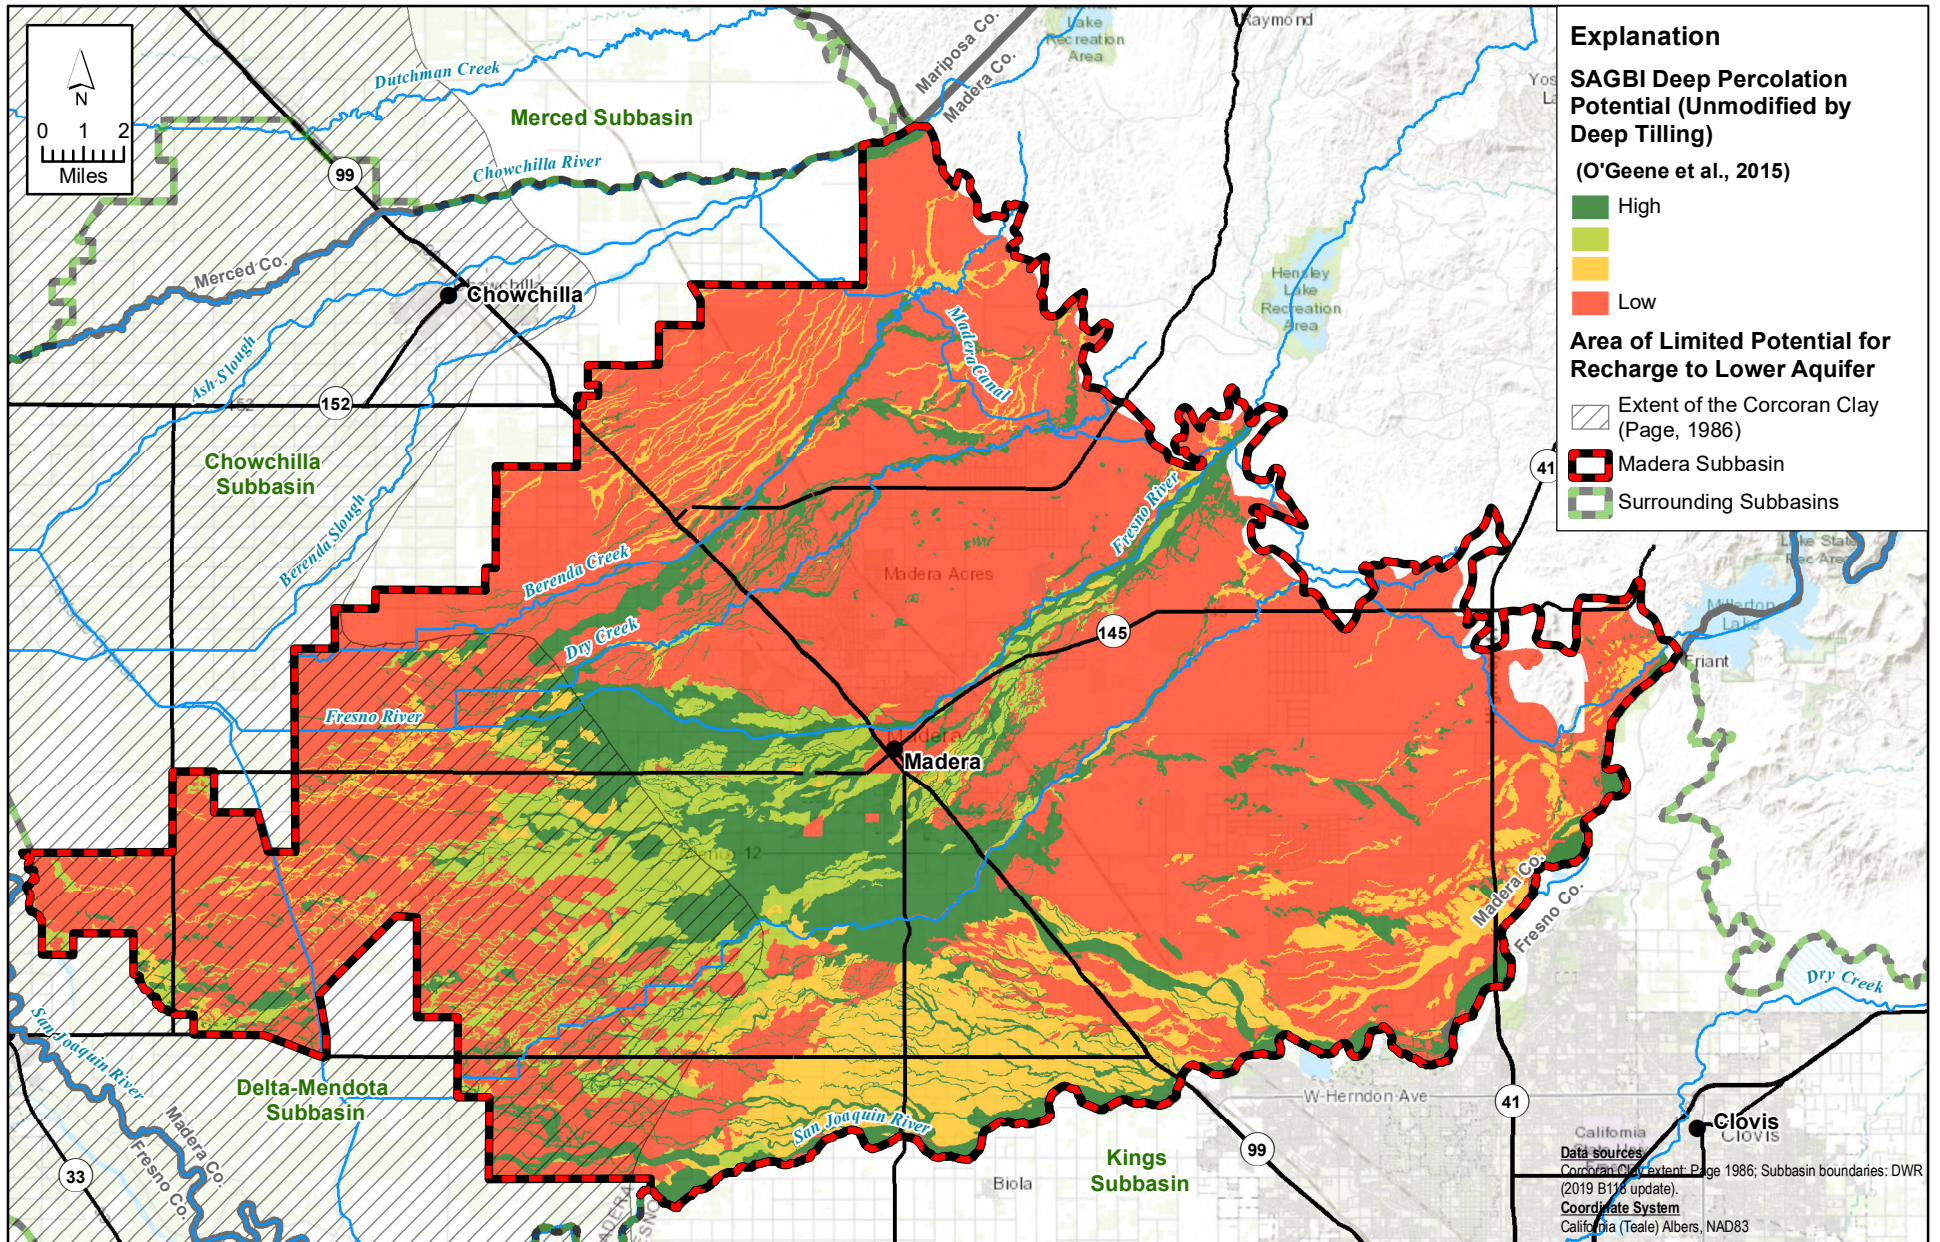 Explanation
SAGBI Deep Percolation
Potential (Unmodified by
Deep Tilling)
(O'Geene et al., 2015)
High
Low
Area of Limited Potential for
Recharge to Lower Aquifer
Extent of the Corcoran Clay
(Page, 1986)
Madera Subbasin
Surrounding Subbasins
N
0 1 2
Miles
Dutchman Creek
Merced Subbasin
Mariposa Co.
Madera Co.
Lake
Recreation
Area
Raymond
99
Chowchilla River
Merced Co.
Chowchilla
Hensley
Lake
Recreation
Area
Ash Slough
Madera Canal
152
Chowchilla
Subbasin
41
Berenda Slough
Fresno River
Berenda Creek
Madera Acres
Dry Creek
145
Millerton
Lake
Friant
Fresno River
Madera
Madera
Madera Co.
Fresno Co.
Dry Creek
San Joaquin River
Delta-Mendota
Subbasin
Madera Co.
Fresno Co.
33
San Joaquin River
W Herndon Ave
41
Clovis
Clovis
99
Kings
Subbasin
Biola
California
Data sources
Corcoran Clay extent: Page 1986; Subbasin boundaries: DWR
(2019 B118 update).
Coordinate System
California (Teale) Albers, NAD83